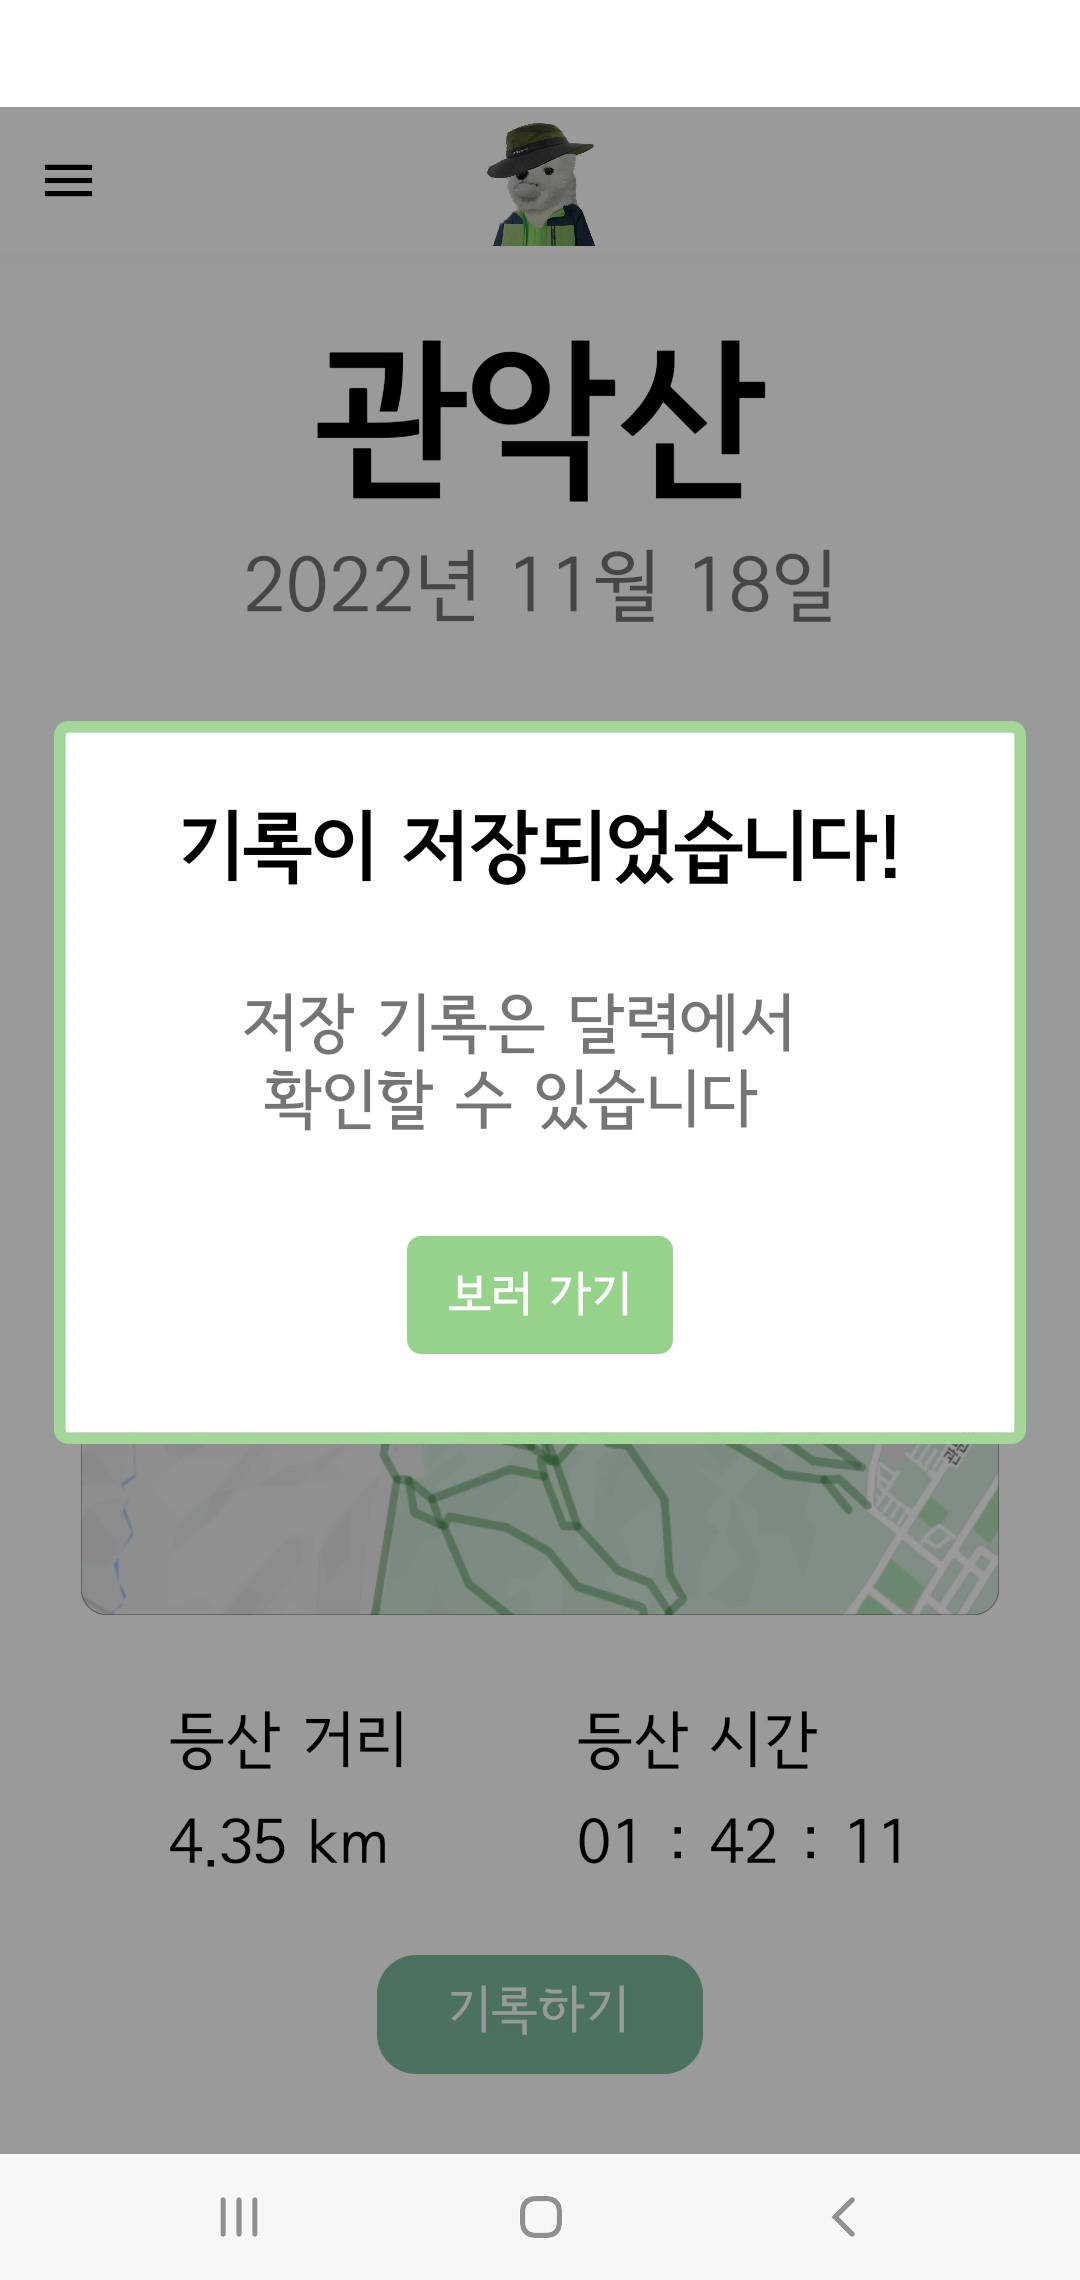 관악산
2022년 11월 18일
기록이 저장되었습니다!
저장 기록은 달력에서
확인할 수 있습니다
보러 가기
등산 거리
등산 시간
4.35 km
01 : 42 : 11
기록하기